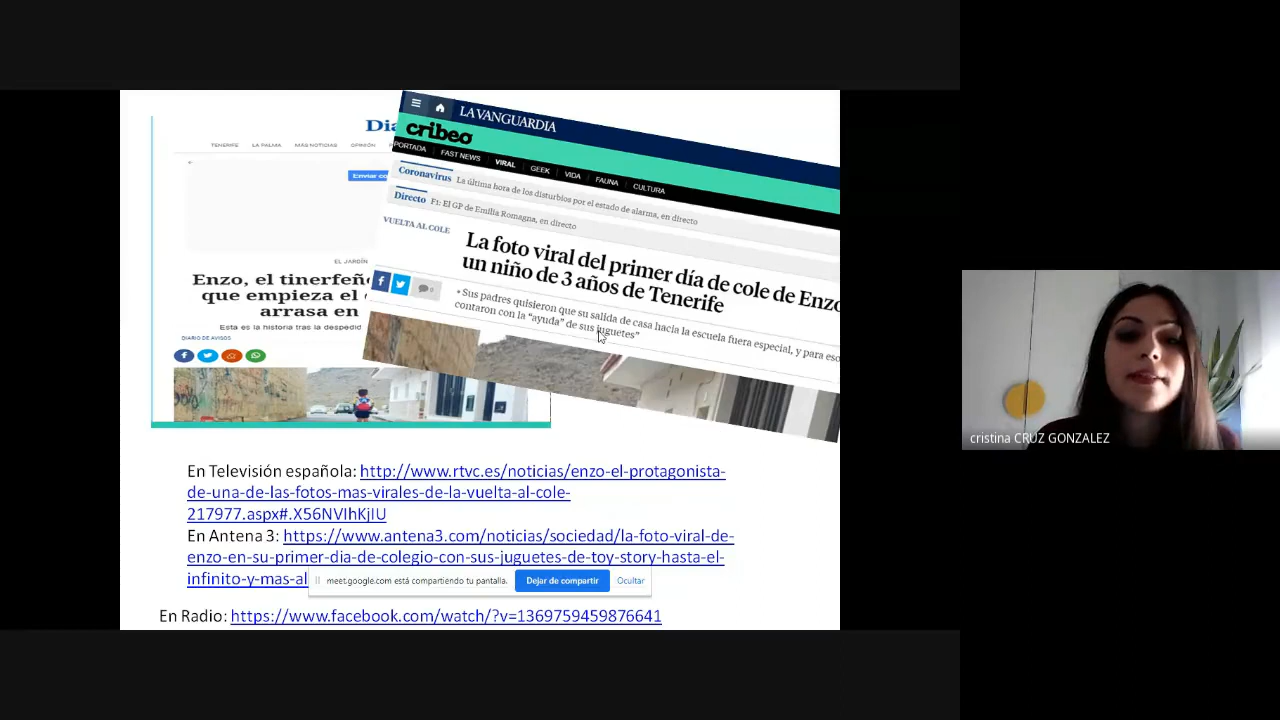 LA VANGUARDIA
cribeo
PORTADA FAST NEWS VIRAL GEEK VIDA FAUNA CULTURA
Coronavirus La última hora de los disturbios por el estado de alarma, en directo
Directo F1: El GP de Emilia Romagna, en directo
VUELTA AL COLE
La foto viral del primer día de cole de Enzo
un niño de 3 años de Tenerife
• Sus padres quisieron que su salida de casa hacia la escuela fuera especial, y para eso
contaron con la “ayuda” de sus juguetes”
Dia
TENERIFE LA PALMA MÁS NOTICIAS OPINIÓN
Enviar co
EL JARDÍN
Enzo, el tinerfeñ
que empieza el
arrasa en
Esta es la historia tras la despedid
DIARIO DE AVISOS
En Televisión española: http://www.rtvc.es/noticias/enzo-el-protagonista-
de-una-de-las-fotos-mas-virales-de-la-vuelta-al-cole-
217977.aspx#.X56NVIhKjIU
En Antena 3: https://www.antena3.com/noticias/sociedad/la-foto-viral-de-
enzo-en-su-primer-dia-de-colegio-con-sus-juguetes-de-toy-story-hasta-el-
infinito-y-mas-al
meet.google.com está compartiendo tu pantalla. Dejar de compartir Ocultar
En Radio: https://www.facebook.com/watch/?v=1369759459876641
cristina CRUZ GONZALEZ